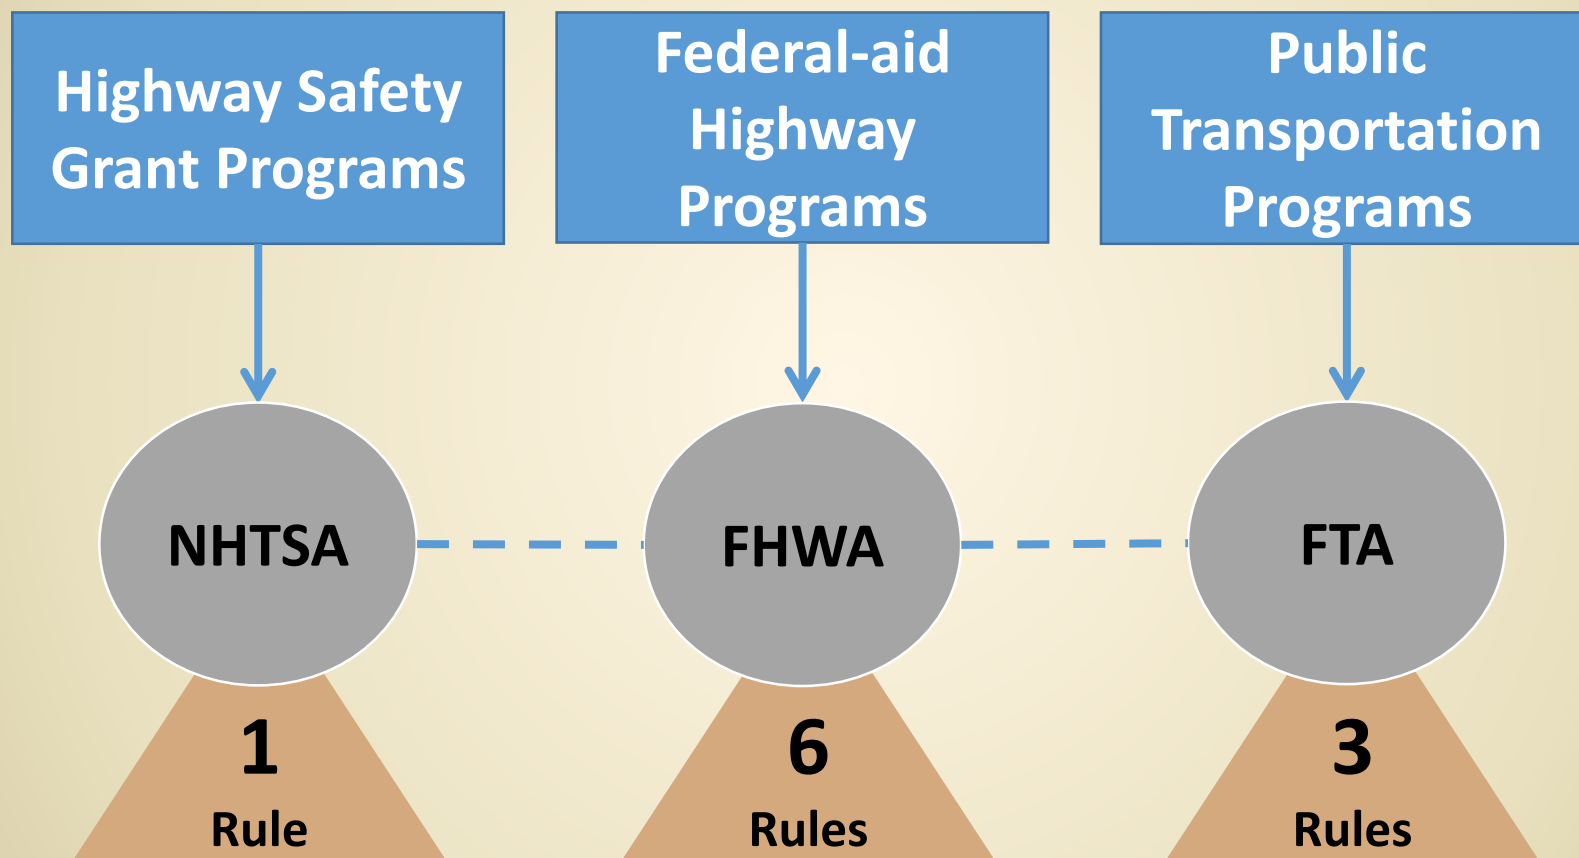 Highway Safety
Grant Programs
Federal-aid
Highway
Programs
Public
Transportation
Programs
NHTSA
FHWA
FTA
1
Rule
6
Rules
3
Rules